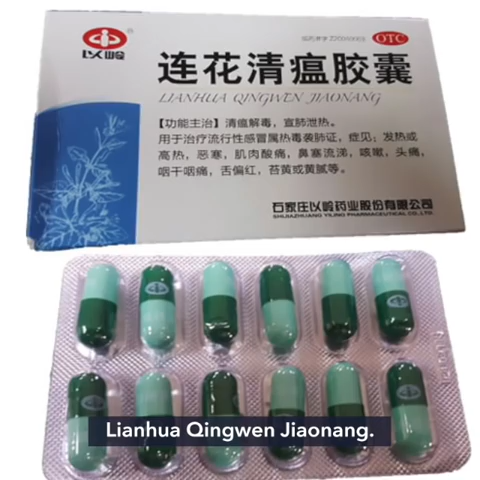 以岭
OTC
连花清瘟胶囊
LIANHUA QINGWEN JIAONANG
【功能主治】清瘟解毒,宣肺泄热。
用于治疗流行性感冒属热毒袭肺证,症见:发热或
高热,恶寒,肌肉酸痛,鼻塞流涕,咳嗽,头痛,
咽干咽痛,舌偏红,苔黄或黄腻等。
石家庄以岭药业股份有限公司
SHIJIAZHUANG YILING PHARMACEUTICAL CO.,LTD.
Lianhua Qingwen Jiaonang.